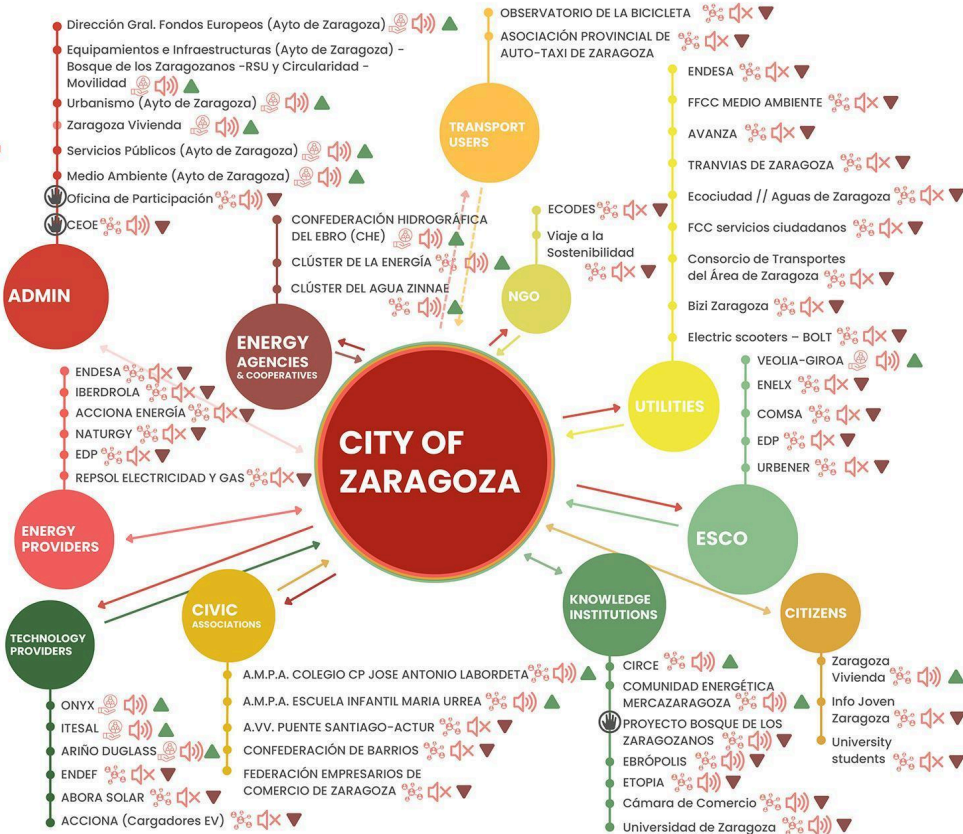 Dirección Gral. Fondos Europeos (Ayto de Zaragoza)
Equipamientos e Infraestructuras (Ayto de Zaragoza) -
Bosque de los Zaragozanos -RSU y Circularidad -
Movilidad
Urbanismo (Ayto de Zaragoza)
Zaragoza Vivienda
Servicios Públicos (Ayto de Zaragoza)
Medio Ambiente (Ayto de Zaragoza)
Oficina de Participación
CEOE
ADMIN
CONFEDERACIÓN HIDROGRÁFICA
DEL EBRO (CHE)
CLÚSTER DE LA ENERGÍA
CLÚSTER DEL AGUA ZINNAE
ENERGY
AGENCIES
& COOPERATIVES
OBSERVATORIO DE LA BICICLETA
ASOCIACIÓN PROVINCIAL DE
AUTO-TAXI DE ZARAGOZA
TRANSPORT
USERS
ECODES
Viaje a la
Sostenibilidad
NGO
ENDESA
FFCC MEDIO AMBIENTE
AVANZA
TRANVIAS DE ZARAGOZA
Ecociudad // Aguas de Zaragoza
FCC servicios ciudadanos
Consorcio de Transportes
del Área de Zaragoza
Bizi Zaragoza
Electric scooters – BOLT
UTILITIES
VEOLIA-GIROA
ENELX
COMSA
EDP
URBENER
ESCO
ENDESA
IBERDROLA
ACCIONA ENERGÍA
NATURGY
EDP
REPSOL ELECTRICIDAD Y GAS
ENERGY
PROVIDERS
CITY OF
ZARAGOZA
TECHNOLOGY
PROVIDERS
ONYX
ITESAL
ARIÑO DUGLASS
ENDEF
ABORA SOLAR
ACCIONA (Cargadores EV)
CIVIC
ASSOCIATIONS
A.M.P.A. COLEGIO CP JOSE ANTONIO LABORDETA
A.M.P.A. ESCUELA INFANTIL MARIA URREA
A.VV. PUENTE SANTIAGO-ACTUR
CONFEDERACIÓN DE BARRIOS
FEDERACIÓN EMPRESARIOS DE
COMERCIO DE ZARAGOZA
KNOWLEDGE
INSTITUTIONS
CIRCE
COMUNIDAD ENERGÉTICA
MERCAZARAGOZA
PROYECTO BOSQUE DE LOS
ZARAGOZANOS
EBRÓPOLIS
ETOPIA
Cámara de Comercio
Universidad de Zaragoza
CITIZENS
Zaragoza
Vivienda
Info Joven
Zaragoza
University
students